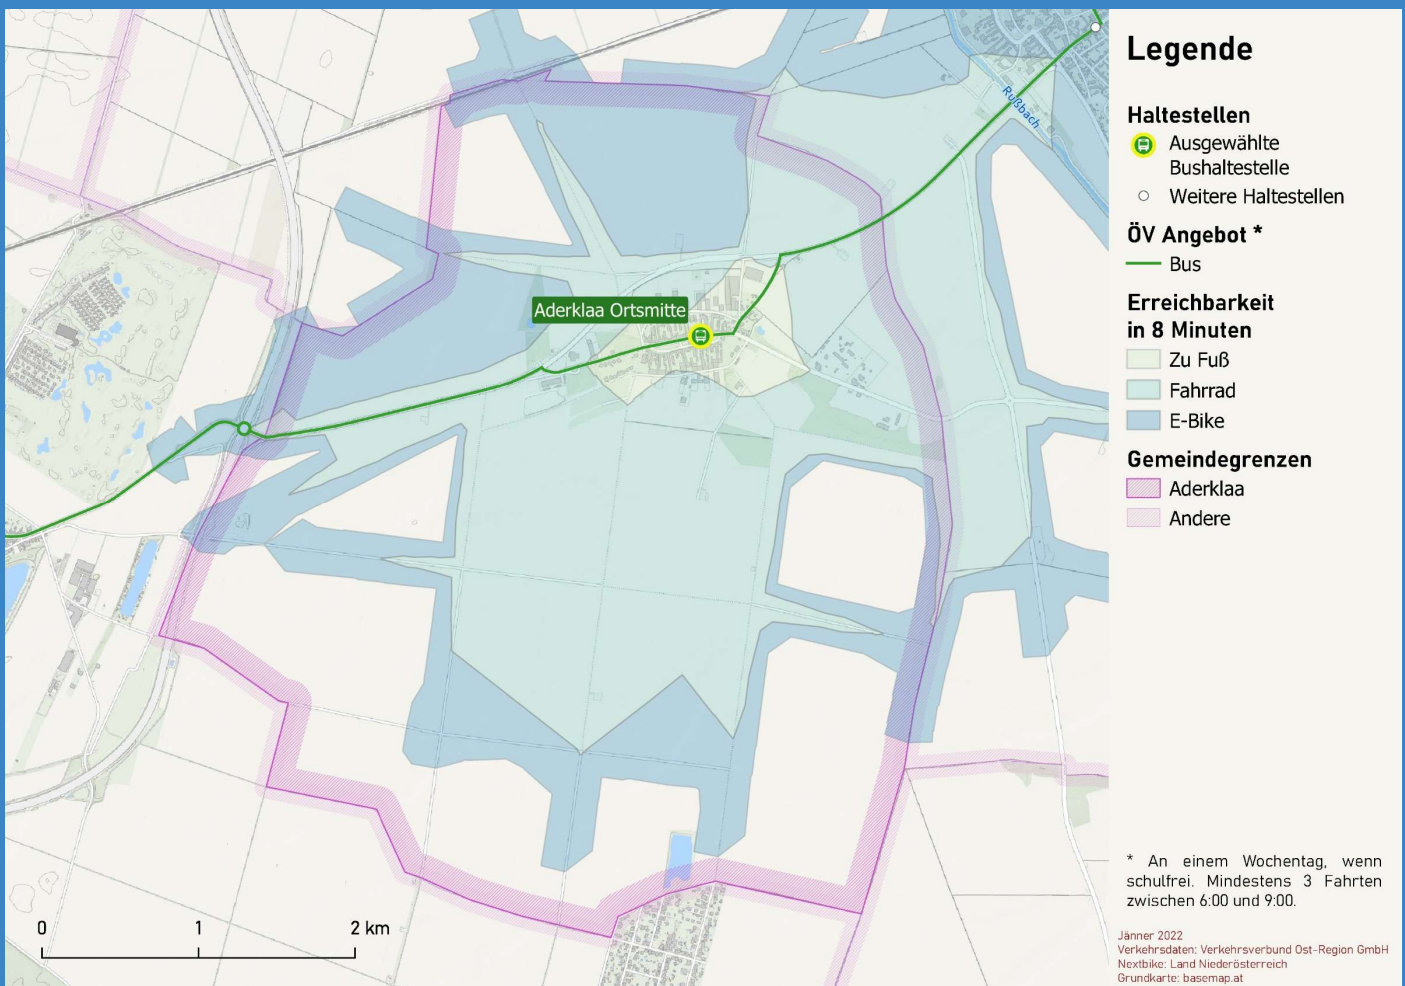 Rußbach
Aderklaa Ortsmitte
0 1 2 km
Legende
Haltestellen
Ausgewählte
Bushaltestelle
Weitere Haltestellen
ÖV Angebot *
Bus
Erreichbarkeit
in 8 Minuten
Zu Fuß
Fahrrad
E-Bike
Gemeindegrenzen
Aderklaa
Andere
* An einem Wochentag, wenn
schulfrei. Mindestens 3 Fahrten
zwischen 6:00 und 9:00.
Jänner 2022
Verkehrsdaten: Verkehrsverbund Ost-Region GmbH
Nextbike: Land Niederösterreich
Grundkarte: basemap.at